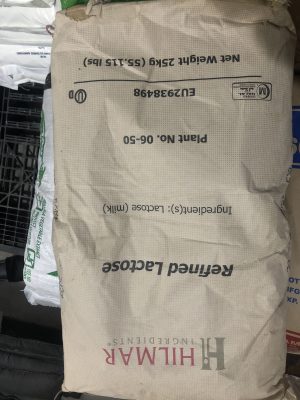 HILMAR
INGREDIENTS®
Refined Lactose
Ingredient(s): Lactose (milk)
Plant No. 06-50
EU2938498
Net Weight 25kg (55.115 lbs)